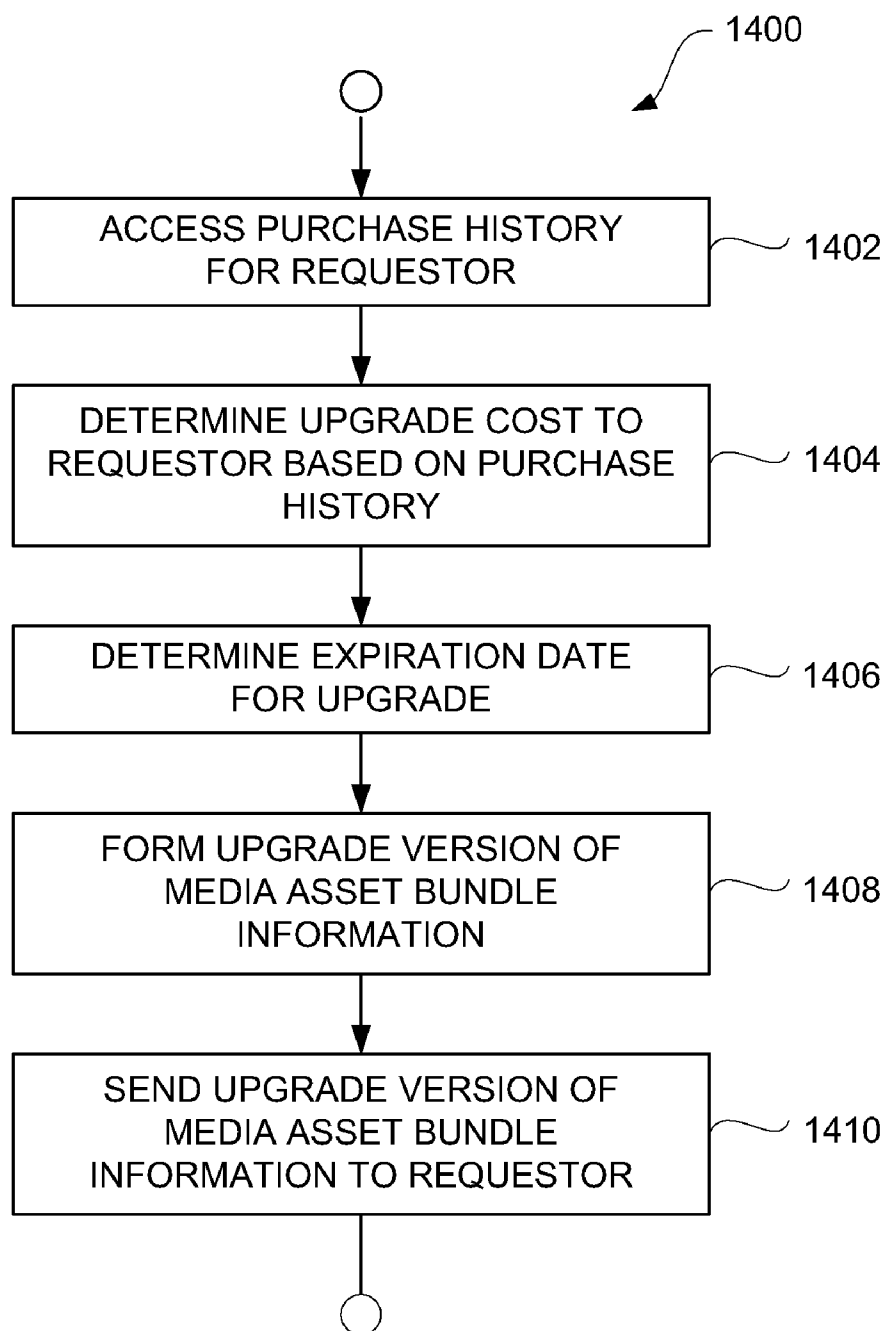 1400
ACCESS PURCHASE HISTORY
FOR REQUESTOR
1402
DETERMINE UPGRADE COST TO
REQUESTOR BASED ON PURCHASE
HISTORY
1404
DETERMINE EXPIRATION DATE
FOR UPGRADE
1406
FORM UPGRADE VERSION OF
MEDIA ASSET BUNDLE
INFORMATION
1408
SEND UPGRADE VERSION OF
MEDIA ASSET BUNDLE
INFORMATION TO REQUESTOR
1410